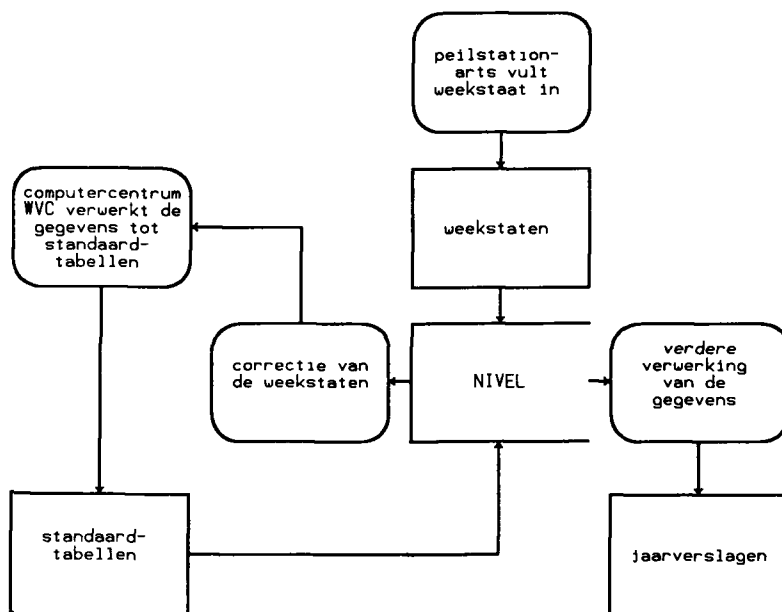 peilstation-
arts vult
weekstaat in
computercentrum
WVC verwerkt de
gegevens tot
standaard-
tabellen
weekstaten
correctie van
de weekstaten
NIVEL
verdere
verwerking
van de
gegevens
standaard-
tabellen
jaarverslagen